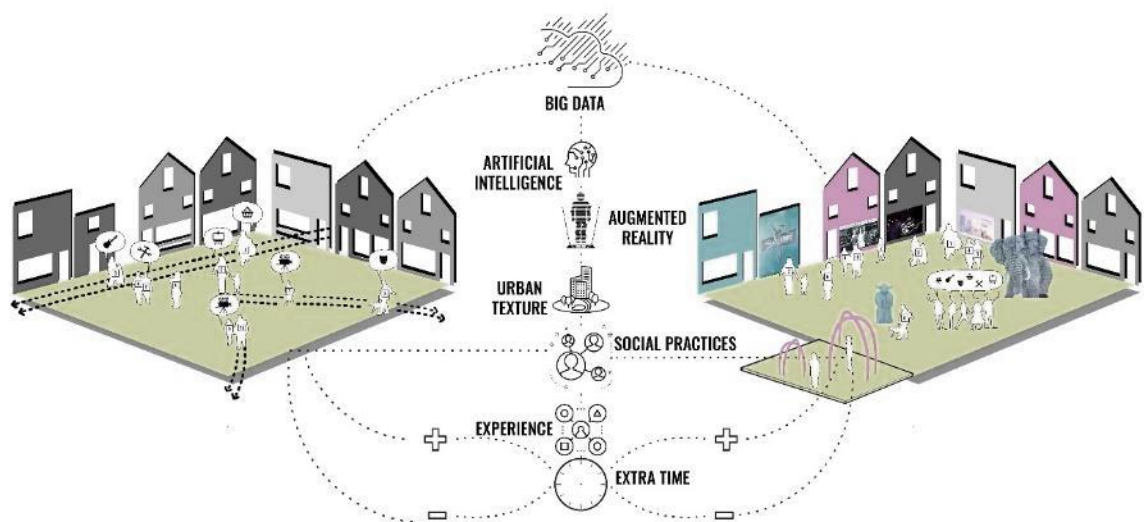 BIG DATA
ARTIFICIAL
INTELLIGENCE
AUGMENTED
REALITY
URBAN
TEXTURE
SOCIAL PRACTICES
EXPERIENCE
EXTRA TIME